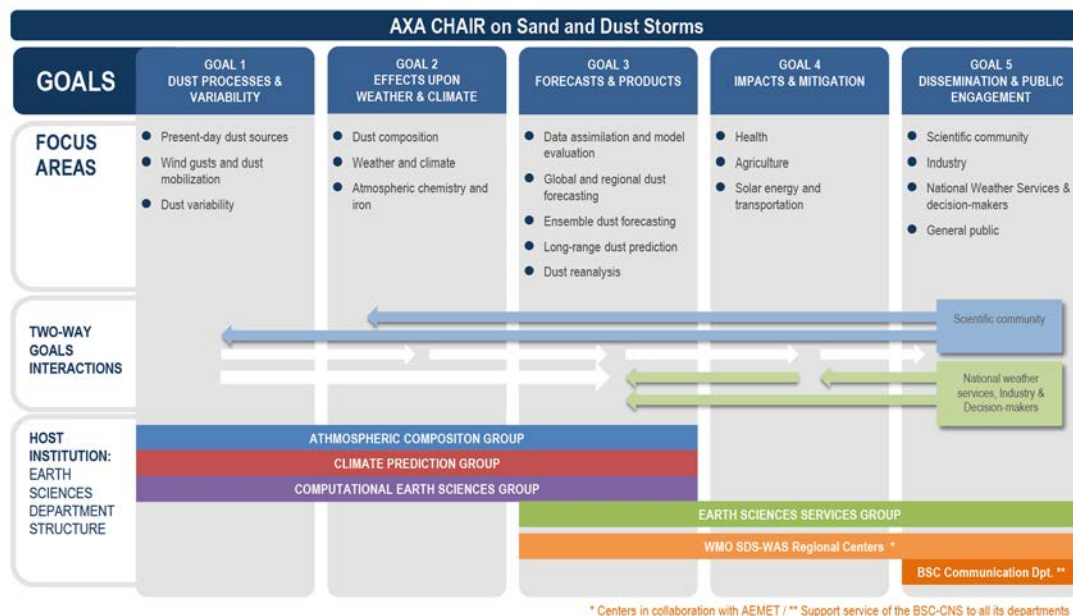 AXA CHAIR on Sand and Dust Storms
GOALS
GOAL 1
DUST PROCESSES &
VARIABILITY
GOAL 2
EFFECTS UPON
WEATHER & CLIMATE
GOAL 3
FORECASTS & PRODUCTS
GOAL 4
IMPACTS & MITIGATION
GOAL 5
DISSEMINATION & PUBLIC
ENGAGEMENT
FOCUS
AREAS
Present-day dust sources
Wind gusts and dust
mobilization
Dust variability
Dust composition
Weather and climate
Atmospheric chemistry and
iron
Data assimilation and model
evaluation
Global and regional dust
forecasting
Ensemble dust forecasting
Long-range dust prediction
Dust reanalysis
Health
Agriculture
Solar energy and
transportation
Scientific community
Industry
National Weather Services &
decision-makers
General public
TWO-WAY
GOALS
INTERACTIONS
Scientific community
National weather
services, Industry &
Decision-makers
HOST
INSTITUTION:
EARTH
SCIENCES
DEPARTMENT
STRUCTURE
ATHMOSPHERIC COMPOSITON GROUP
CLIMATE PREDICTION GROUP
COMPUTATIONAL EARTH SCIENCES GROUP
EARTH SCIENCES SERVICES GROUP
WMO SDS-WAS Regional Centers *
BSC Communication Dpt. **
* Centers in collaboration with AEMET / ** Support service of the BSC-CNS to all its departments